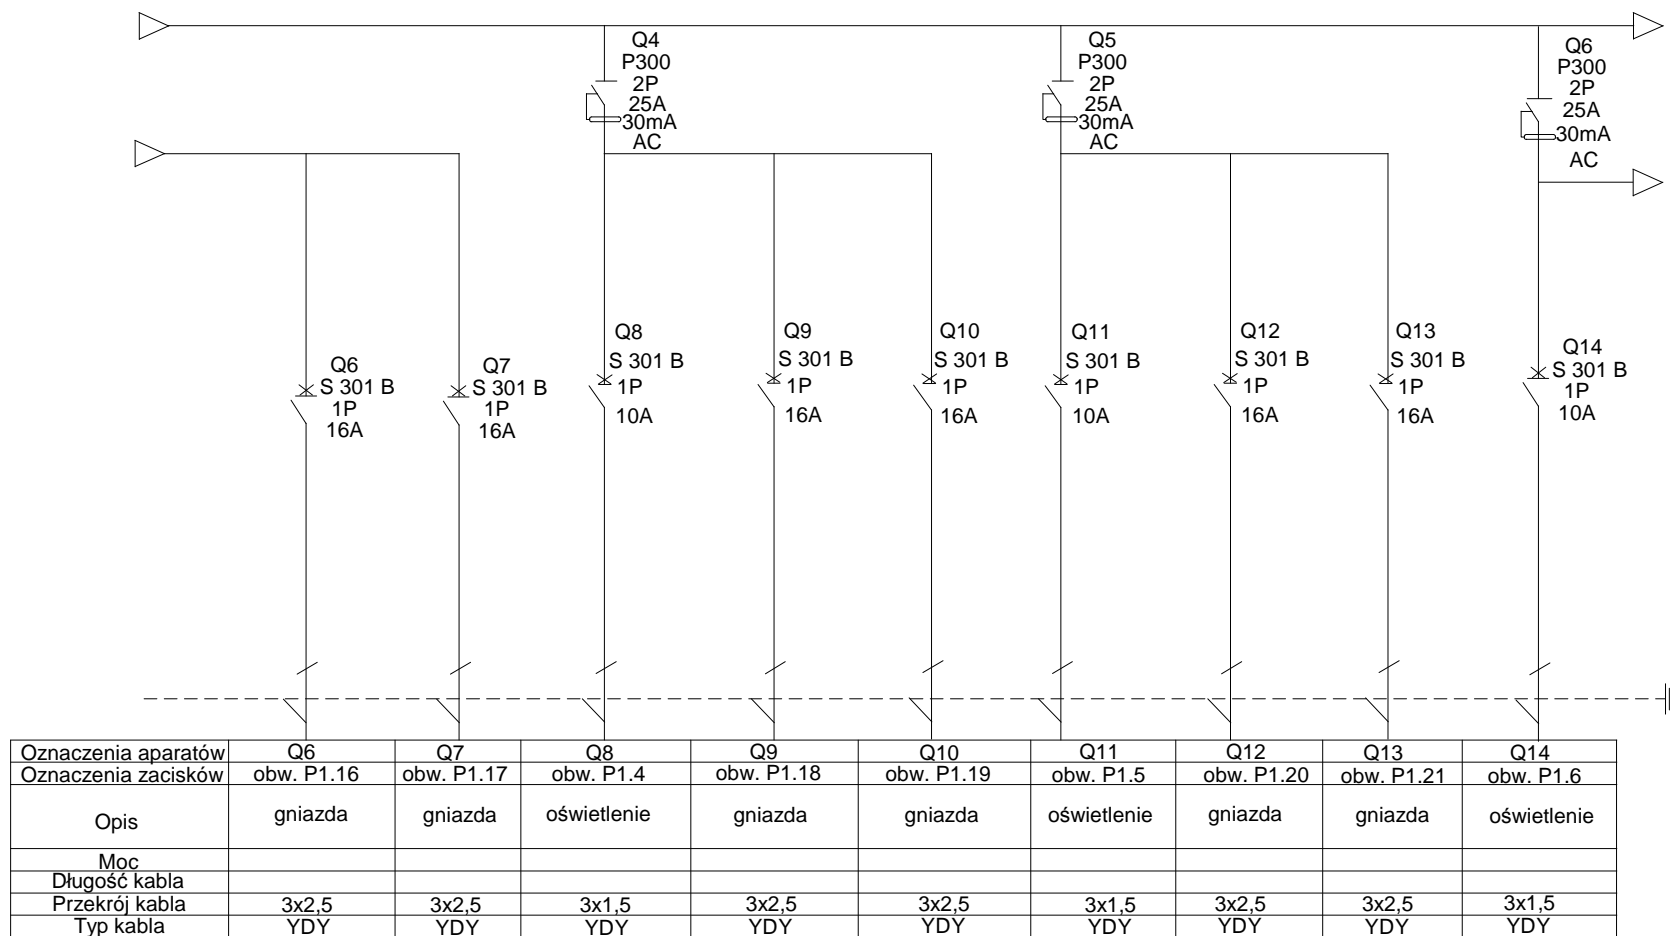 Q4
P300
2P
25A
30mA
AC
Q5
P300
2P
25A
30mA
AC
Q6
P300
2P
25A
30mA
AC
Q6
S 301 B
1P
16A
Q7
S 301 B
1P
16A
Q8
S 301 B
1P
10A
Q9
S 301 B
1P
16A
Q10
S 301 B
1P
16A
Q11
S 301 B
1P
10A
Q12
S 301 B
1P
16A
Q13
S 301 B
1P
16A
Q14
S 301 B
1P
10A
Oznaczenia aparatów Q6 Q7 Q8 Q9 Q10 Q11 Q12 Q13 Q14
Oznaczenia zacisków obw. P1.16 obw. P1.17 obw. P1.4 obw. P1.18 obw. P1.19 obw. P1.5 obw. P1.20 obw. P1.21 obw. P1.6
Opis gniazda gniazda oświetlenie gniazda gniazda oświetlenie gniazda gniazda oświetlenie
Moc
Długość kabla
Przekrój kabla 3x2,5 3x2,5 3x1,5 3x2,5 3x2,5 3x1,5 3x2,5 3x2,5 3x1,5
Typ kabla YDY YDY YDY YDY YDY YDY YDY YDY YDY